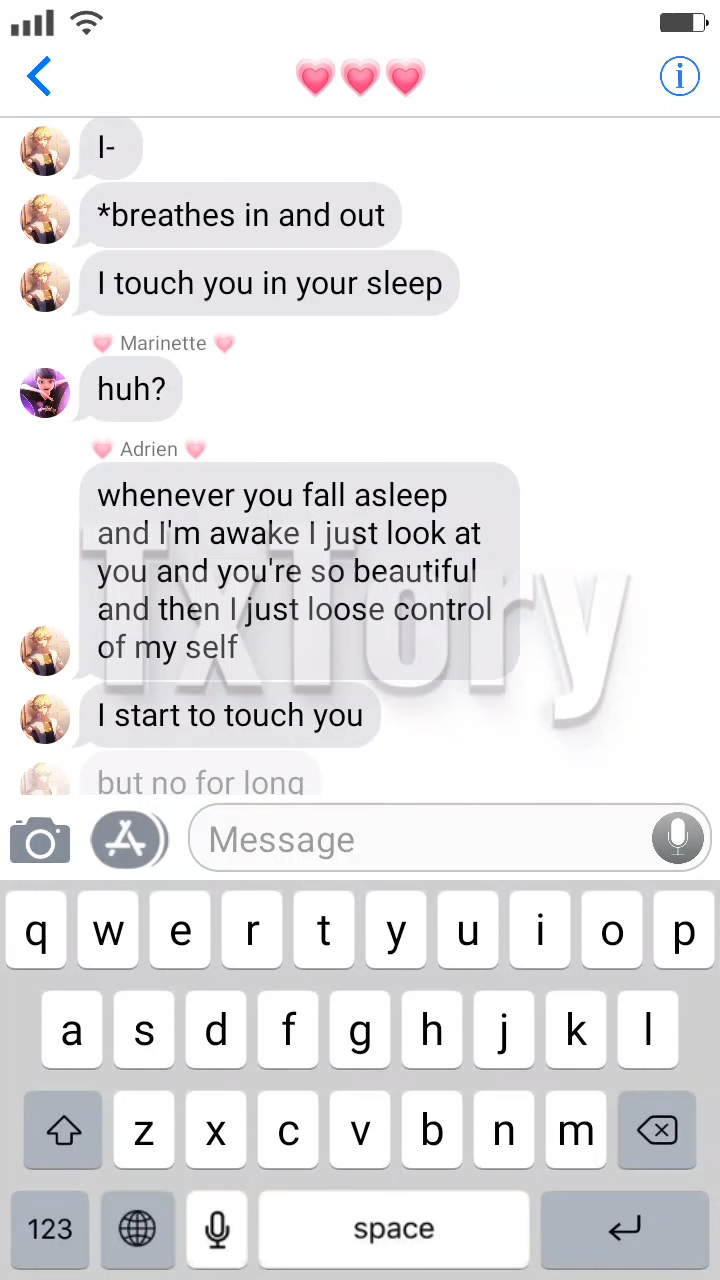 I-
*breathes in and out
I touch you in your sleep
💗 Marinette 💗
huh?
💗 Adrien 💗
whenever you fall asleep
and I'm awake I just look at
you and you're so beautiful
and then I just loose control
of my self
I start to touch you
but no for long
TxTory
Message
q w e r t y u i o p
a s d f g h j k l
z x c v b n m
123 space